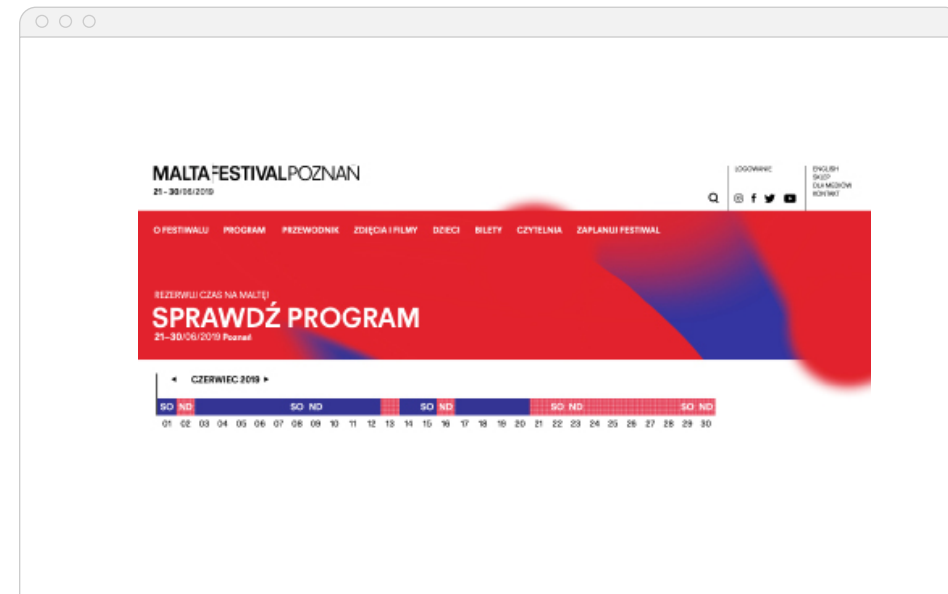 MALTAFESTIVALPOZNAŃ
21 - 30/06/2019
LOGOWANIE
ENGLISH
SKLEP
DLA MEDIÓW
KONTAKT
O FESTIWALU PROGRAM PRZEWODNIK ZDJĘCIA I FILMY DZIECI BILETY CZYTELNIA ZAPLANUJ FESTIWAL
REZERWUJ CZAS NA MALTĘ!
SPRAWDŹ PROGRAM
21–30/06/2019 Poznań
CZERWIEC 2019
SO ND SO ND SO ND SO ND SO ND
01 02 03 04 05 06 07 08 09 10 11 12 13 14 15 16 17 18 19 20 21 22 23 24 25 26 27 28 29 30